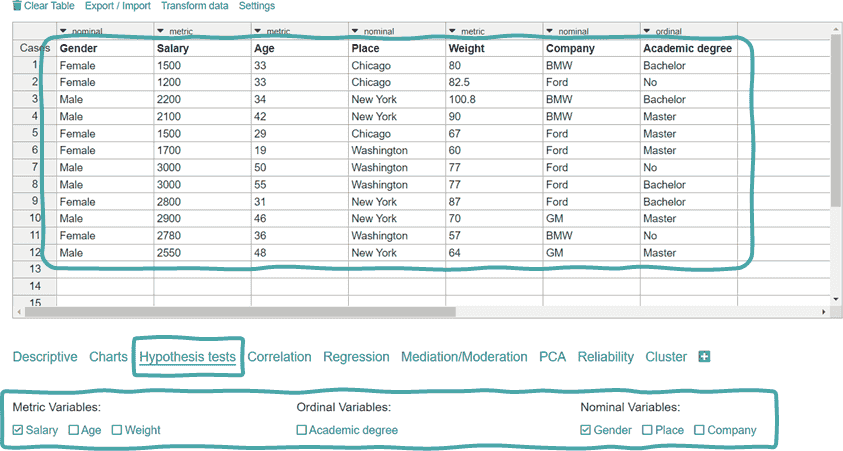 Clear Table Export / Import Transform data Settings
nominal metric metric nominal metric nominal ordinal
Cases Gender Salary Age Place Weight Company Academic degree
1 Female 1500 33 Chicago 80 BMW Bachelor
2 Female 1200 33 Chicago 82.5 Ford No
3 Male 2200 34 New York 100.8 BMW Bachelor
4 Male 2100 42 New York 90 BMW Master
5 Female 1500 29 Chicago 67 Ford Master
6 Female 1700 19 Washington 60 Ford Master
7 Male 3000 50 Washington 77 Ford No
8 Male 3000 55 Washington 77 Ford Bachelor
9 Female 2800 31 New York 87 Ford Bachelor
10 Male 2900 46 New York 70 GM Master
11 Female 2780 36 Washington 57 BMW No
12 Male 2550 48 New York 64 GM Master
13
14
15
Descriptive Charts Hypothesis tests Correlation Regression Mediation/Moderation PCA Reliability Cluster
Metric Variables: Ordinal Variables: Nominal Variables:
Salary Age Weight Academic degree Gender Place Company